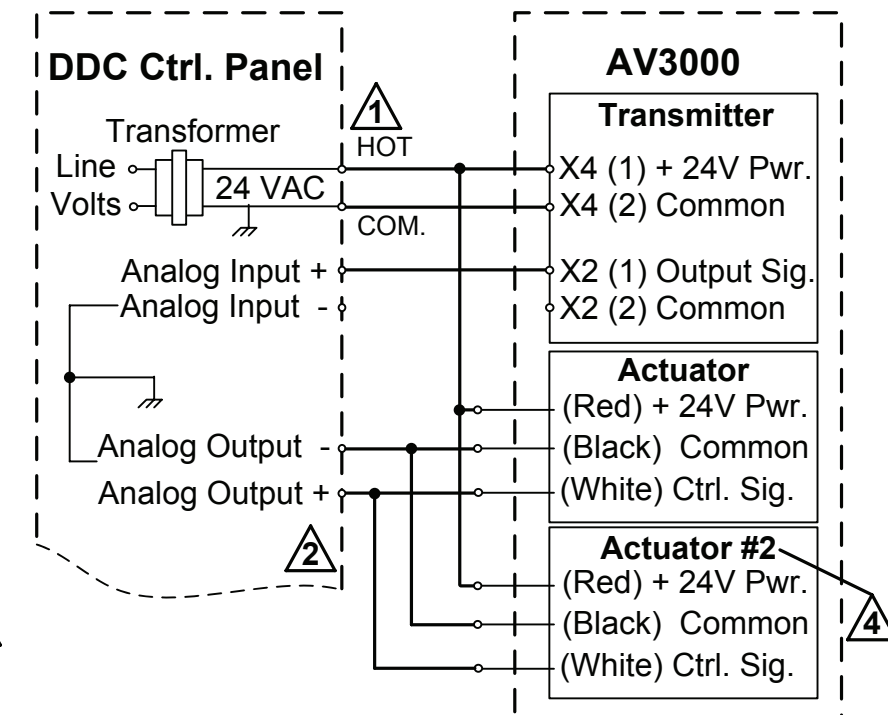 DDC Ctrl. Panel
Transformer
Line
Volts
24 VAC
1
HOT
COM.
Analog Input +
Analog Input -
Analog Output -
Analog Output +
2
AV3000
Transmitter
X4 (1) + 24V Pwr.
X4 (2) Common
X2 (1) Output Sig.
X2 (2) Common
Actuator
(Red) + 24V Pwr.
(Black) Common
(White) Ctrl. Sig.
Actuator #2
(Red) + 24V Pwr.
(Black) Common
(White) Ctrl. Sig.
4